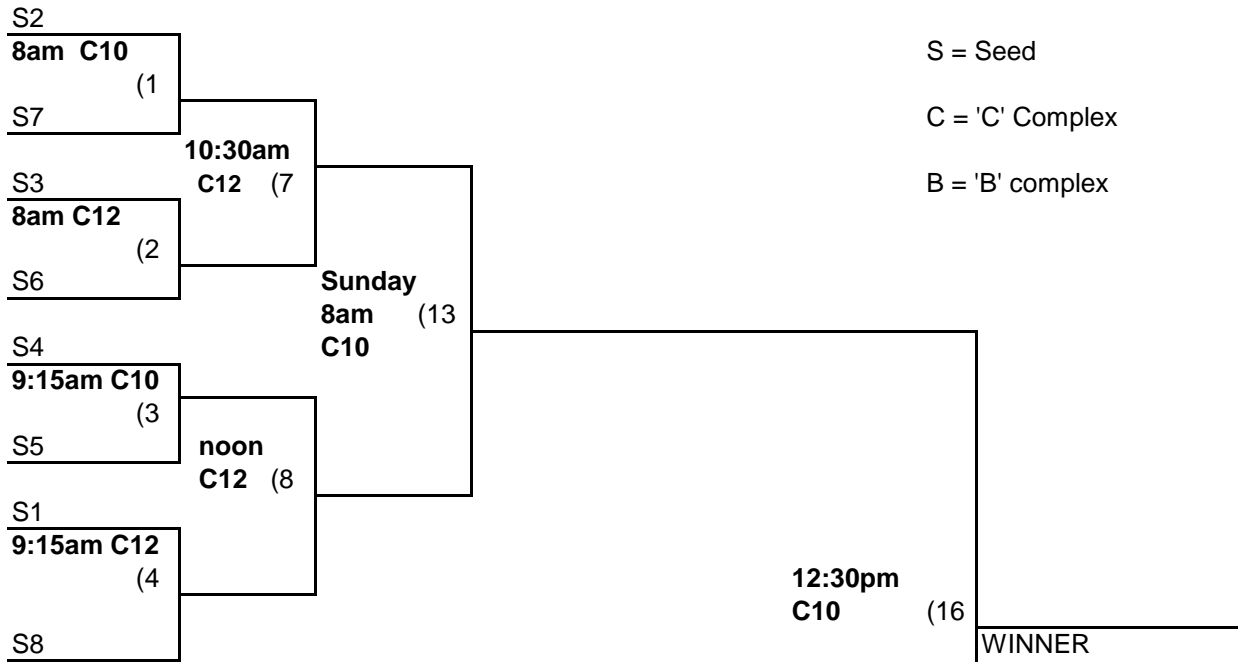 S2
8am C10
(1
S7
S = Seed
C = 'C' Complex
B = 'B' complex
10:30am
C12 (7
S3
8am C12
(2
S6
Sunday
8am (13
C10
S4
9:15am C10
(3
S5
noon
C12 (8
S1
9:15am C12
(4
S8
12:30pm
C10 (16
WINNER